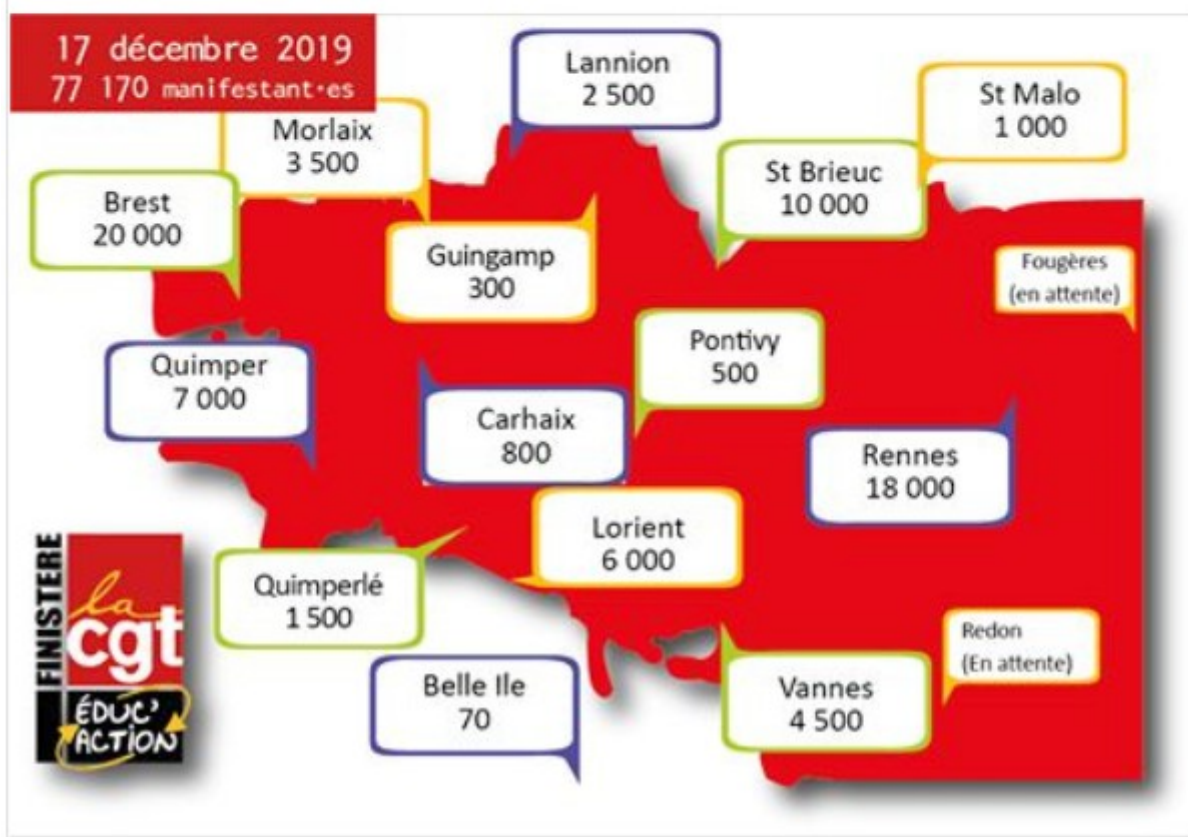 17 décembre 2019
77 170 manifestant·es
Lannion
2 500
St Malo
1 000
Morlaix
3 500
St Brieuc
10 000
Brest
20 000
Guingamp
300
Fougères
(en attente)
Pontivy
500
Quimper
7 000
Carhaix
800
Rennes
18 000
Lorient
6 000
Quimperlé
1 500
Redon
(En attente)
Belle Ile
70
Vannes
4 500
FINISTERE
la
cgt
ÉDUC'
ACTION